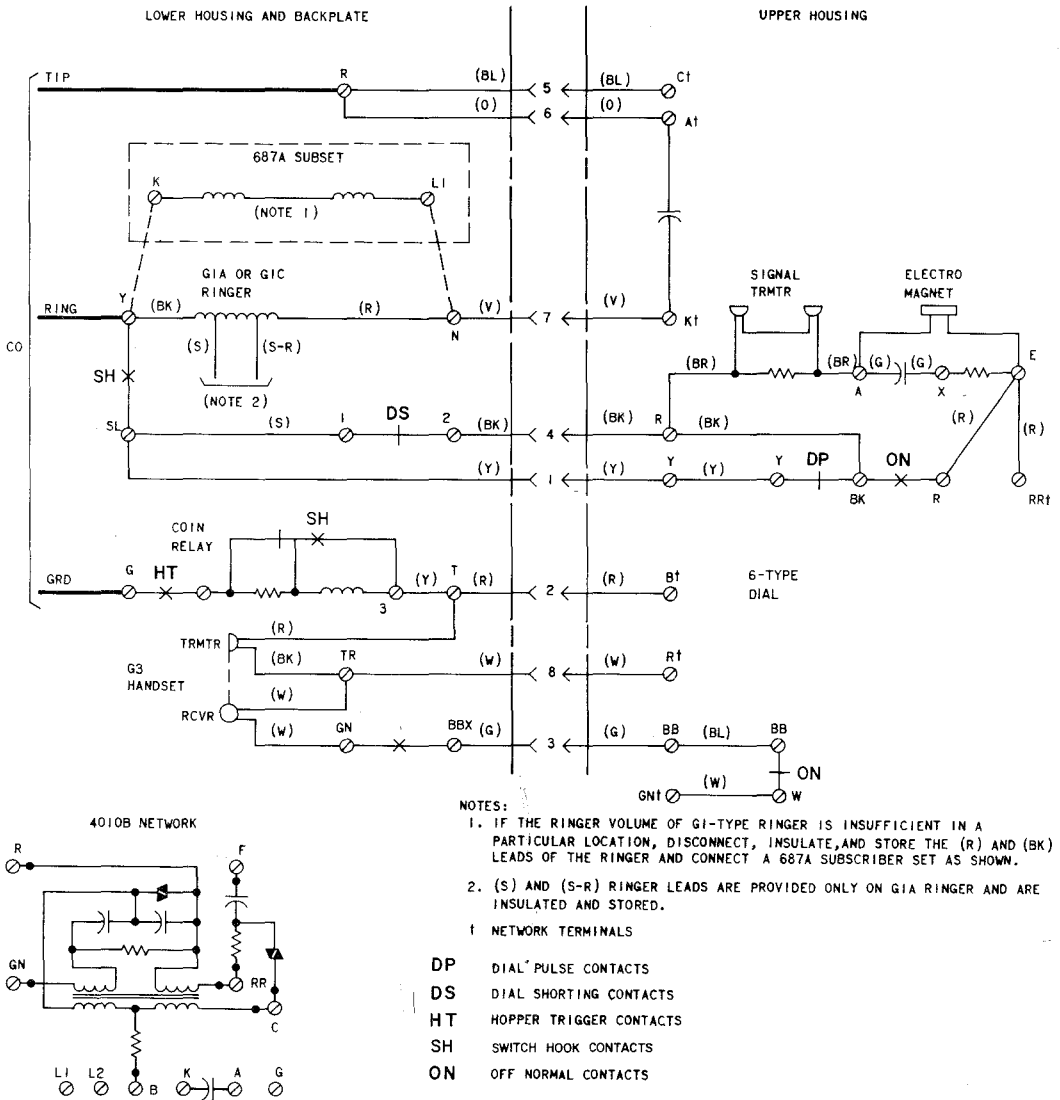 LOWER HOUSING AND BACKPLATE UPPER HOUSING
TIP R (BL) 5 (BL) C†
(O) 6 (O) A†
687A SUBSET
K L1
(NOTE 1)
G1A OR G1C
RINGER
SIGNAL
TRMTR
ELECTRO
MAGNET
RING Y (BK) (R) N (V) 7 (V) K†
CO
(S) (S-R)
(BR) (BR) A (G) (G) X E
SH
(NOTE 2)
SL (S) 1 DS 2 (BK) 4 (BK) R (BK) (R) (R)
(Y) 1 (Y) Y (Y) Y DP BK ON R RR†
COIN
RELAY
SH
GRD G HT 3 (Y) T (R) 2 (R) B†
6-TYPE
DIAL
(R)
TRMTR (BK) TR (W) 8 (W) R†
G3
HANDSET
(W)
RCVR (W) GN BBX (G) 3 (G) BB (BL) BB
ON
GN† (W) W
4010B NETWORK
R F
GN RR
C
L1 L2 B K A G
NOTES:
1. IF THE RINGER VOLUME OF G1-TYPE RINGER IS INSUFFICIENT IN A
PARTICULAR LOCATION, DISCONNECT, INSULATE, AND STORE THE (R) AND (BK)
LEADS OF THE RINGER AND CONNECT A 687A SUBSCRIBER SET AS SHOWN.
2. (S) AND (S-R) RINGER LEADS ARE PROVIDED ONLY ON G1A RINGER AND ARE
INSULATED AND STORED.
† NETWORK TERMINALS
DP DIAL PULSE CONTACTS
DS DIAL SHORTING CONTACTS
HT HOPPER TRIGGER CONTACTS
SH SWITCH HOOK CONTACTS
ON OFF NORMAL CONTACTS